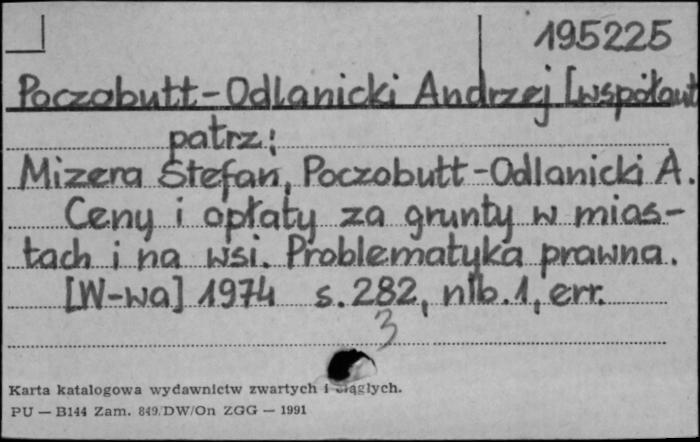 195225
Poczobutt-Odlanicki Andrzej [współaut
patrz:
Mizera Stefan, Poczobutt-Odlanicki A.
Ceny i opłaty za grunty w mias-
tach i na wsi. Problematyka prawna.
[W-wa] 1974 s. 282, nlb. 1, err.
3
Karta katalogowa wydawnictw zwartych i ciągłych.
PU — B144 Zam. 849/DW/On ZGG — 1991